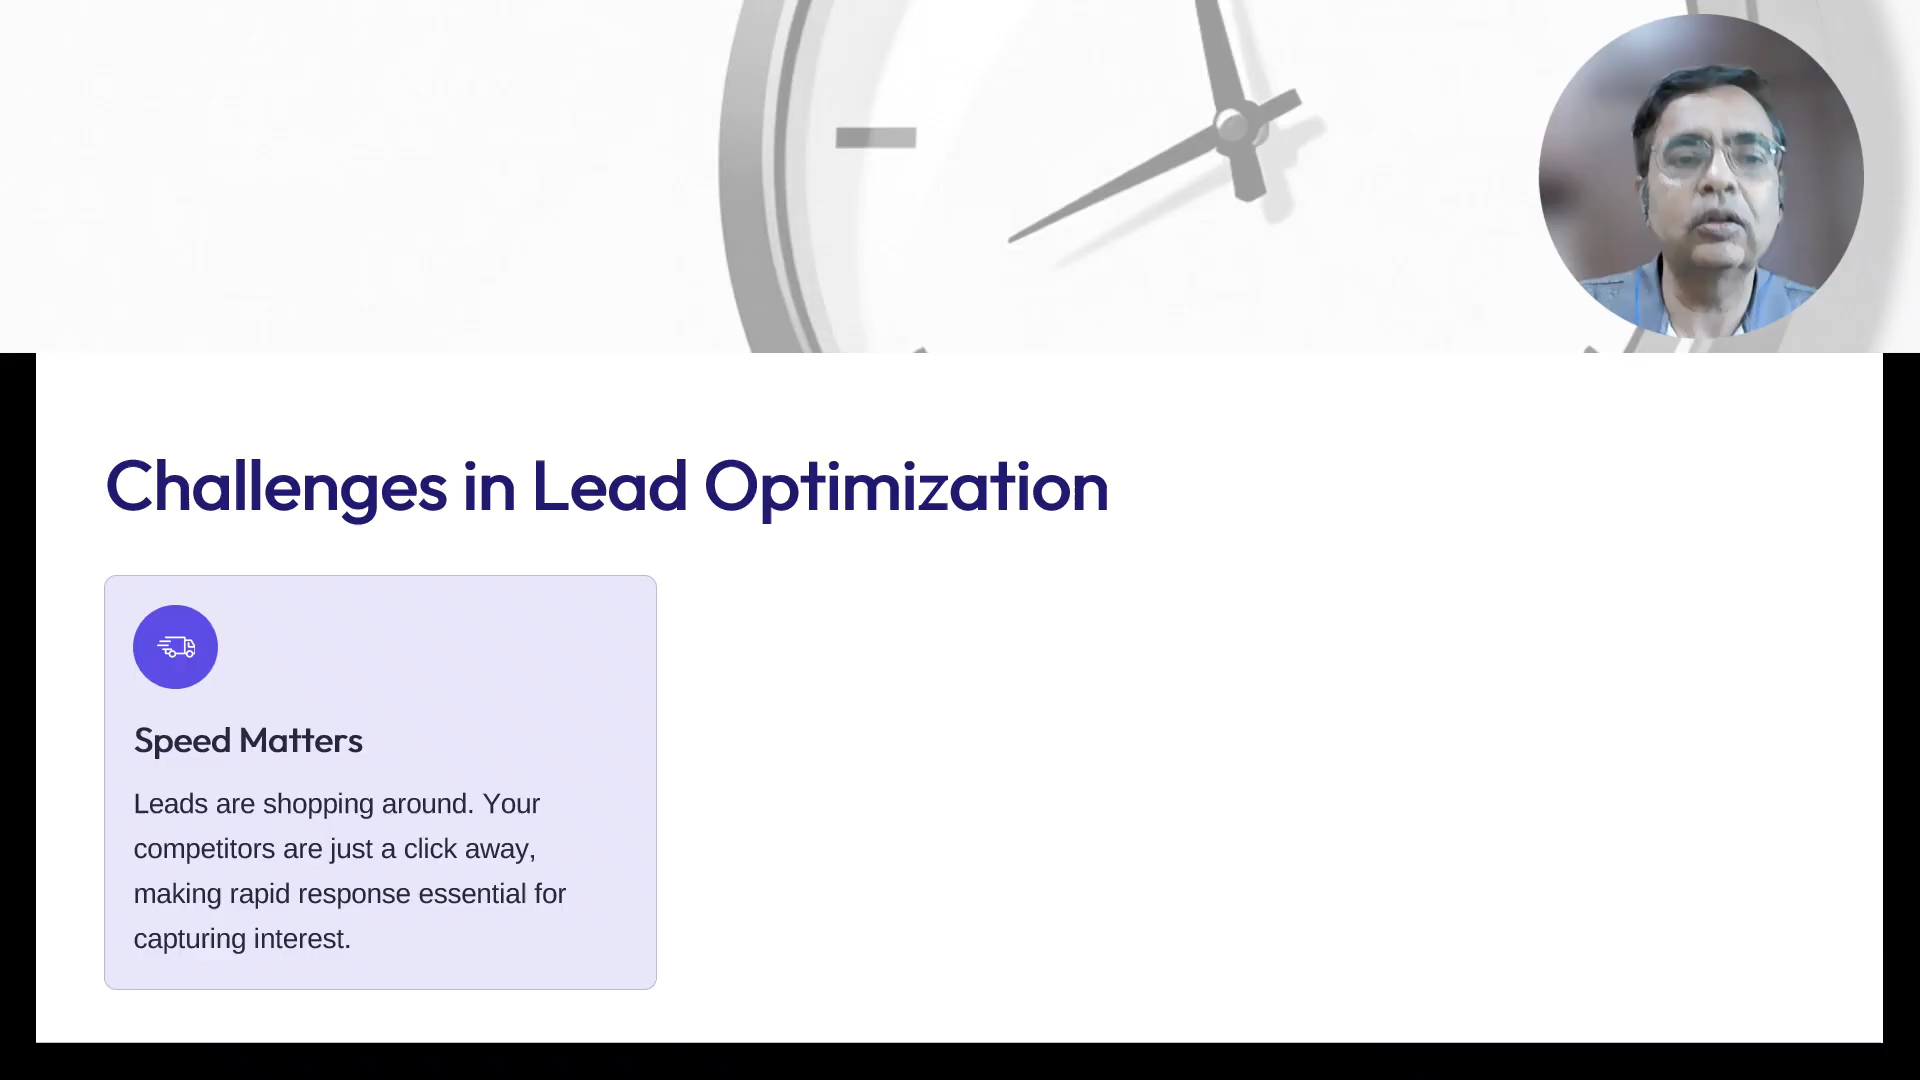 Challenges in Lead Optimization
Speed Matters
Leads are shopping around. Your
competitors are just a click away,
making rapid response essential for
capturing interest.